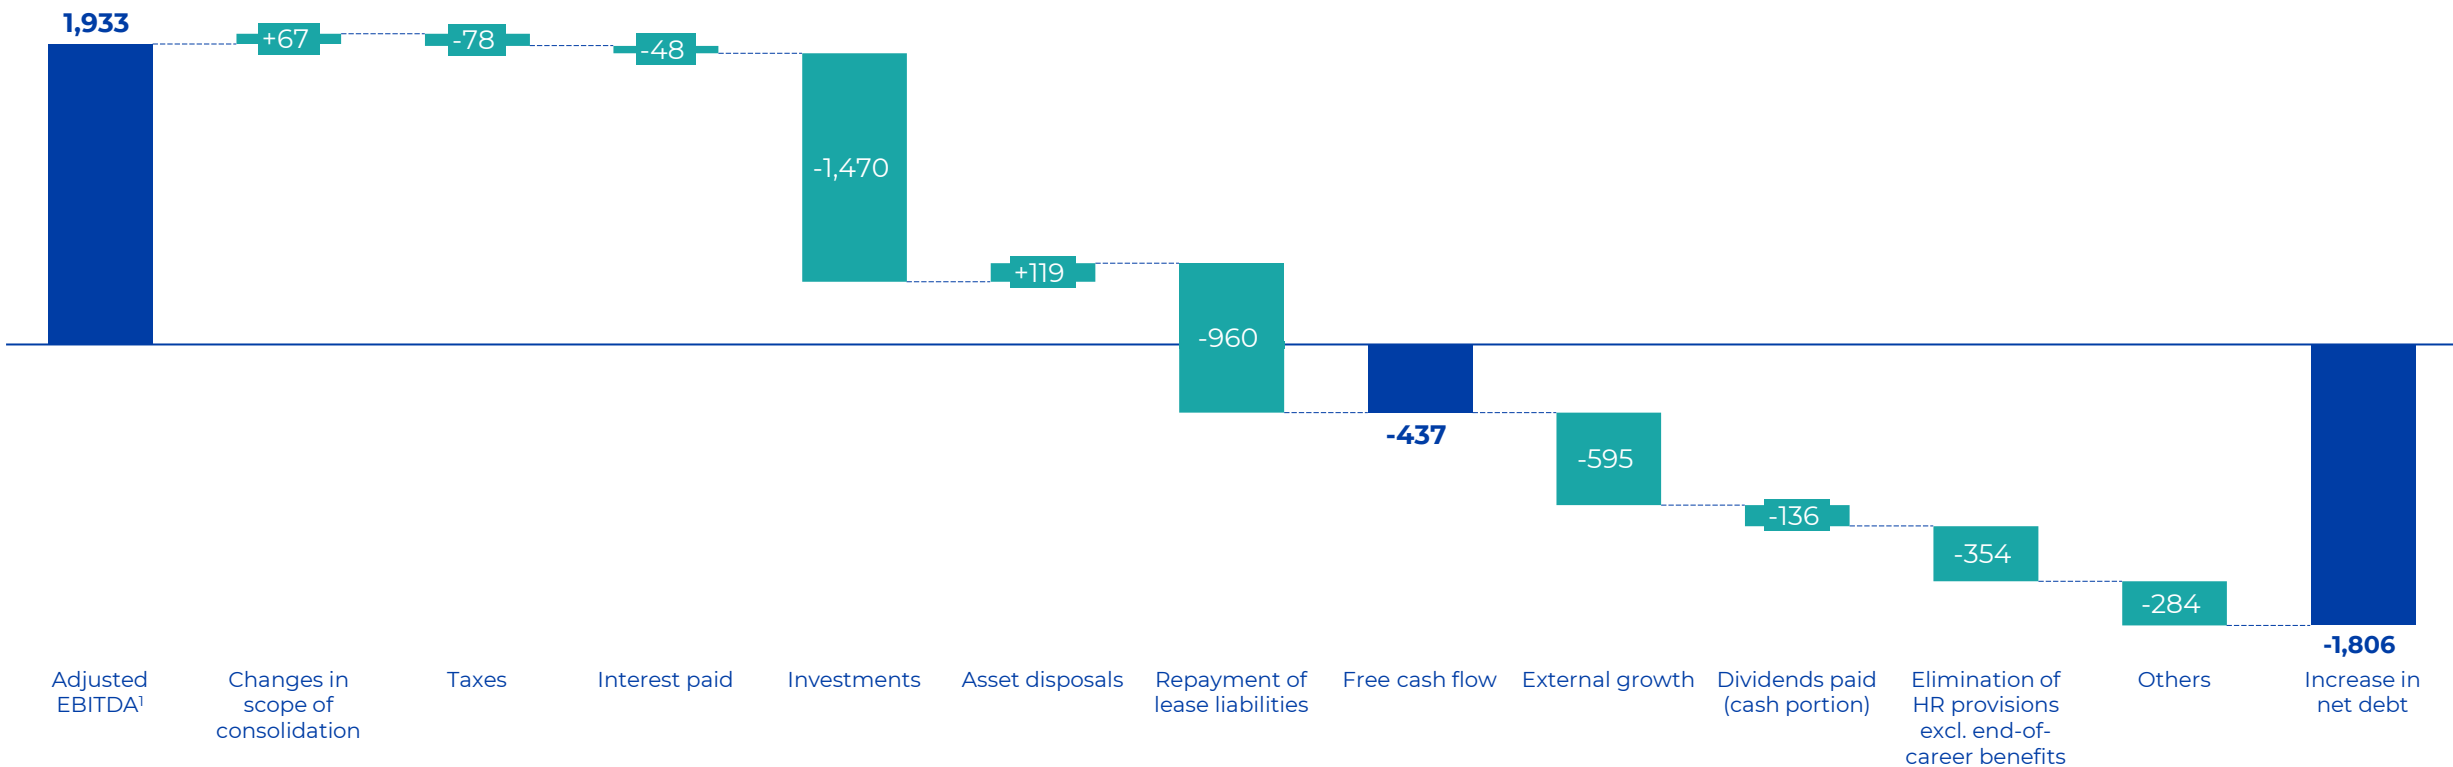 1,933
+67
-78
-48
-1,470
+119
-960
-437
-595
-136
-354
-284
-1,806
Adjusted
EBITDA¹
Changes in
scope of
consolidation
Taxes
Interest paid
Investments
Asset disposals
Repayment of
lease liabilities
Free cash flow
External growth
Dividends paid
(cash portion)
Elimination of
HR provisions
excl. end-of-
career benefits
Others
Increase in
net debt